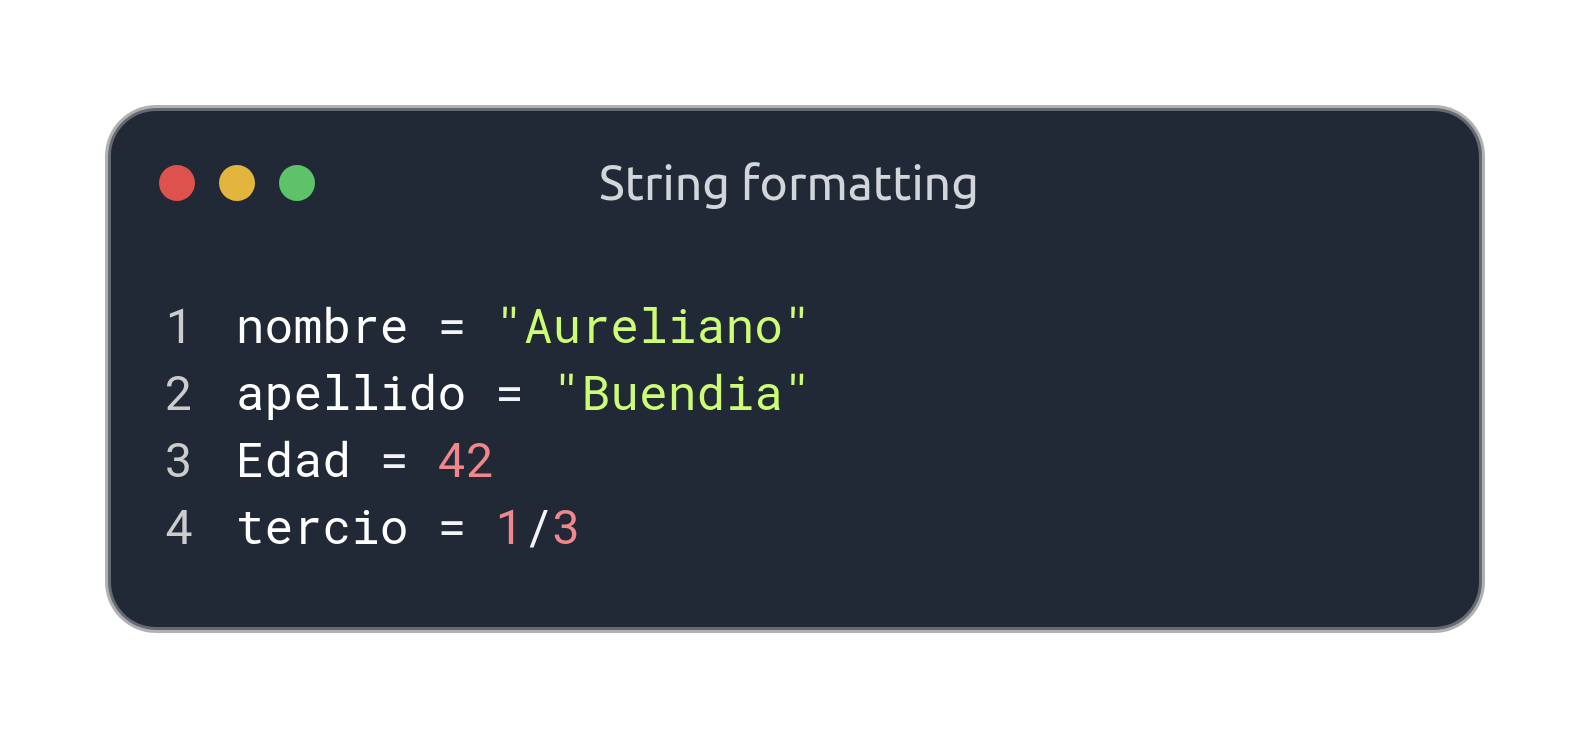 String formatting
1 nombre = "Aureliano"
2 apellido = "Buendia"
3 Edad = 42
4 tercio = 1/3